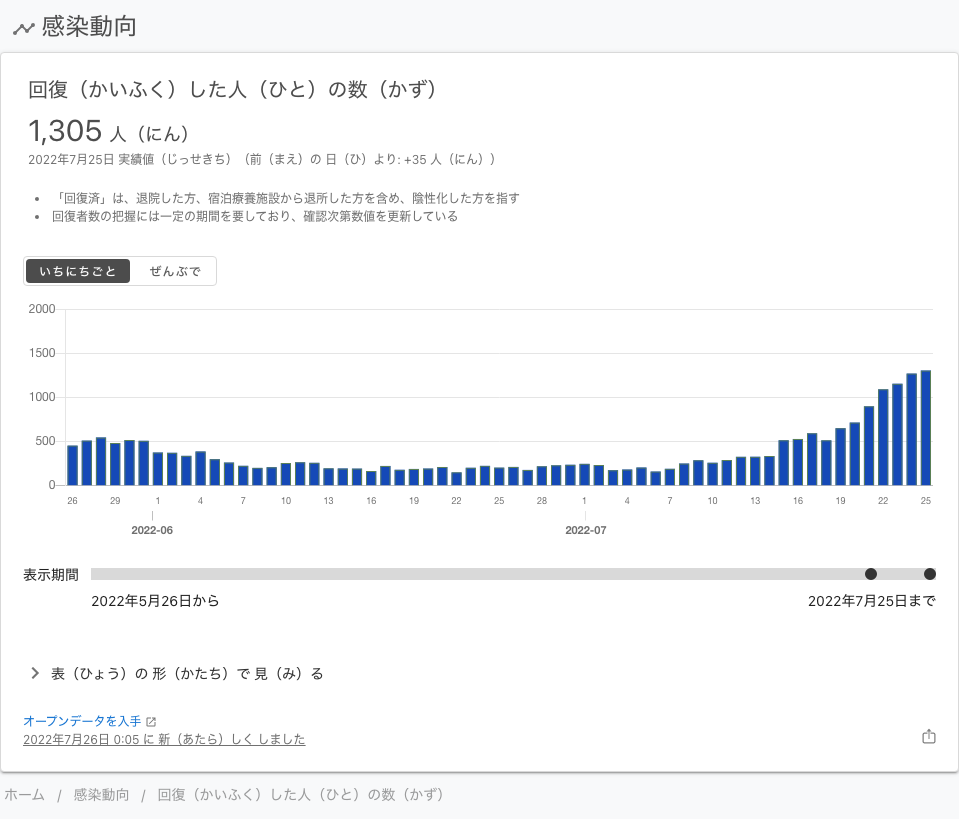 感染動向
回復（かいふく）した人（ひと）の数（かず）
1,305 人（にん）
2022年7月25日 実績値（じっせきち）（前（まえ）の 日（ひ）より: +35 人（にん））
• 「回復済」は、退院した方、宿泊療養施設から退所した方を含め、陰性化した方を指す
• 回復者数の把握には一定の期間を要しており、確認次第数値を更新している
いちにちごと ぜんぶで
2000
1500
1000
500
0
26 29 1 4 7 10 13 16 19 22 25 28 1 4 7 10 13 16 19 22 25
2022-06 2022-07
表示期間
2022年5月26日から 2022年7月25日まで
表（ひょう）の 形（かたち）で 見（み）る
オープンデータを入手
2022年7月26日 0:05 に 新（あたら）しく しました
ホーム / 感染動向 / 回復（かいふく）した人（ひと）の数（かず）